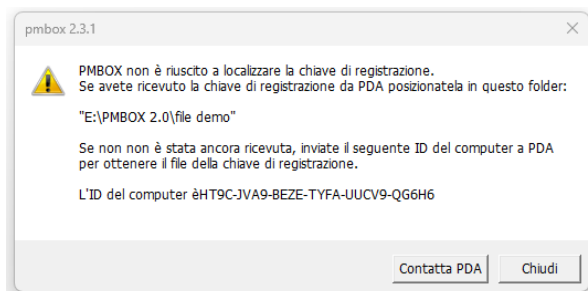 pmbox 2.3.1
PMBOX non è riuscito a localizzare la chiave di registrazione.
Se avete ricevuto la chiave di registrazione da PDA posizionatela in questo folder:
"E:\PMBOX 2.0\file demo"
Se non non è stata ancora ricevuta, inviate il seguente ID del computer a PDA
per ottenere il file della chiave di registrazione.
L'ID del computer èHT9C-JVA9-BEZE-TYFA-UUCV9-QG6H6
Contatta PDA
Chiudi